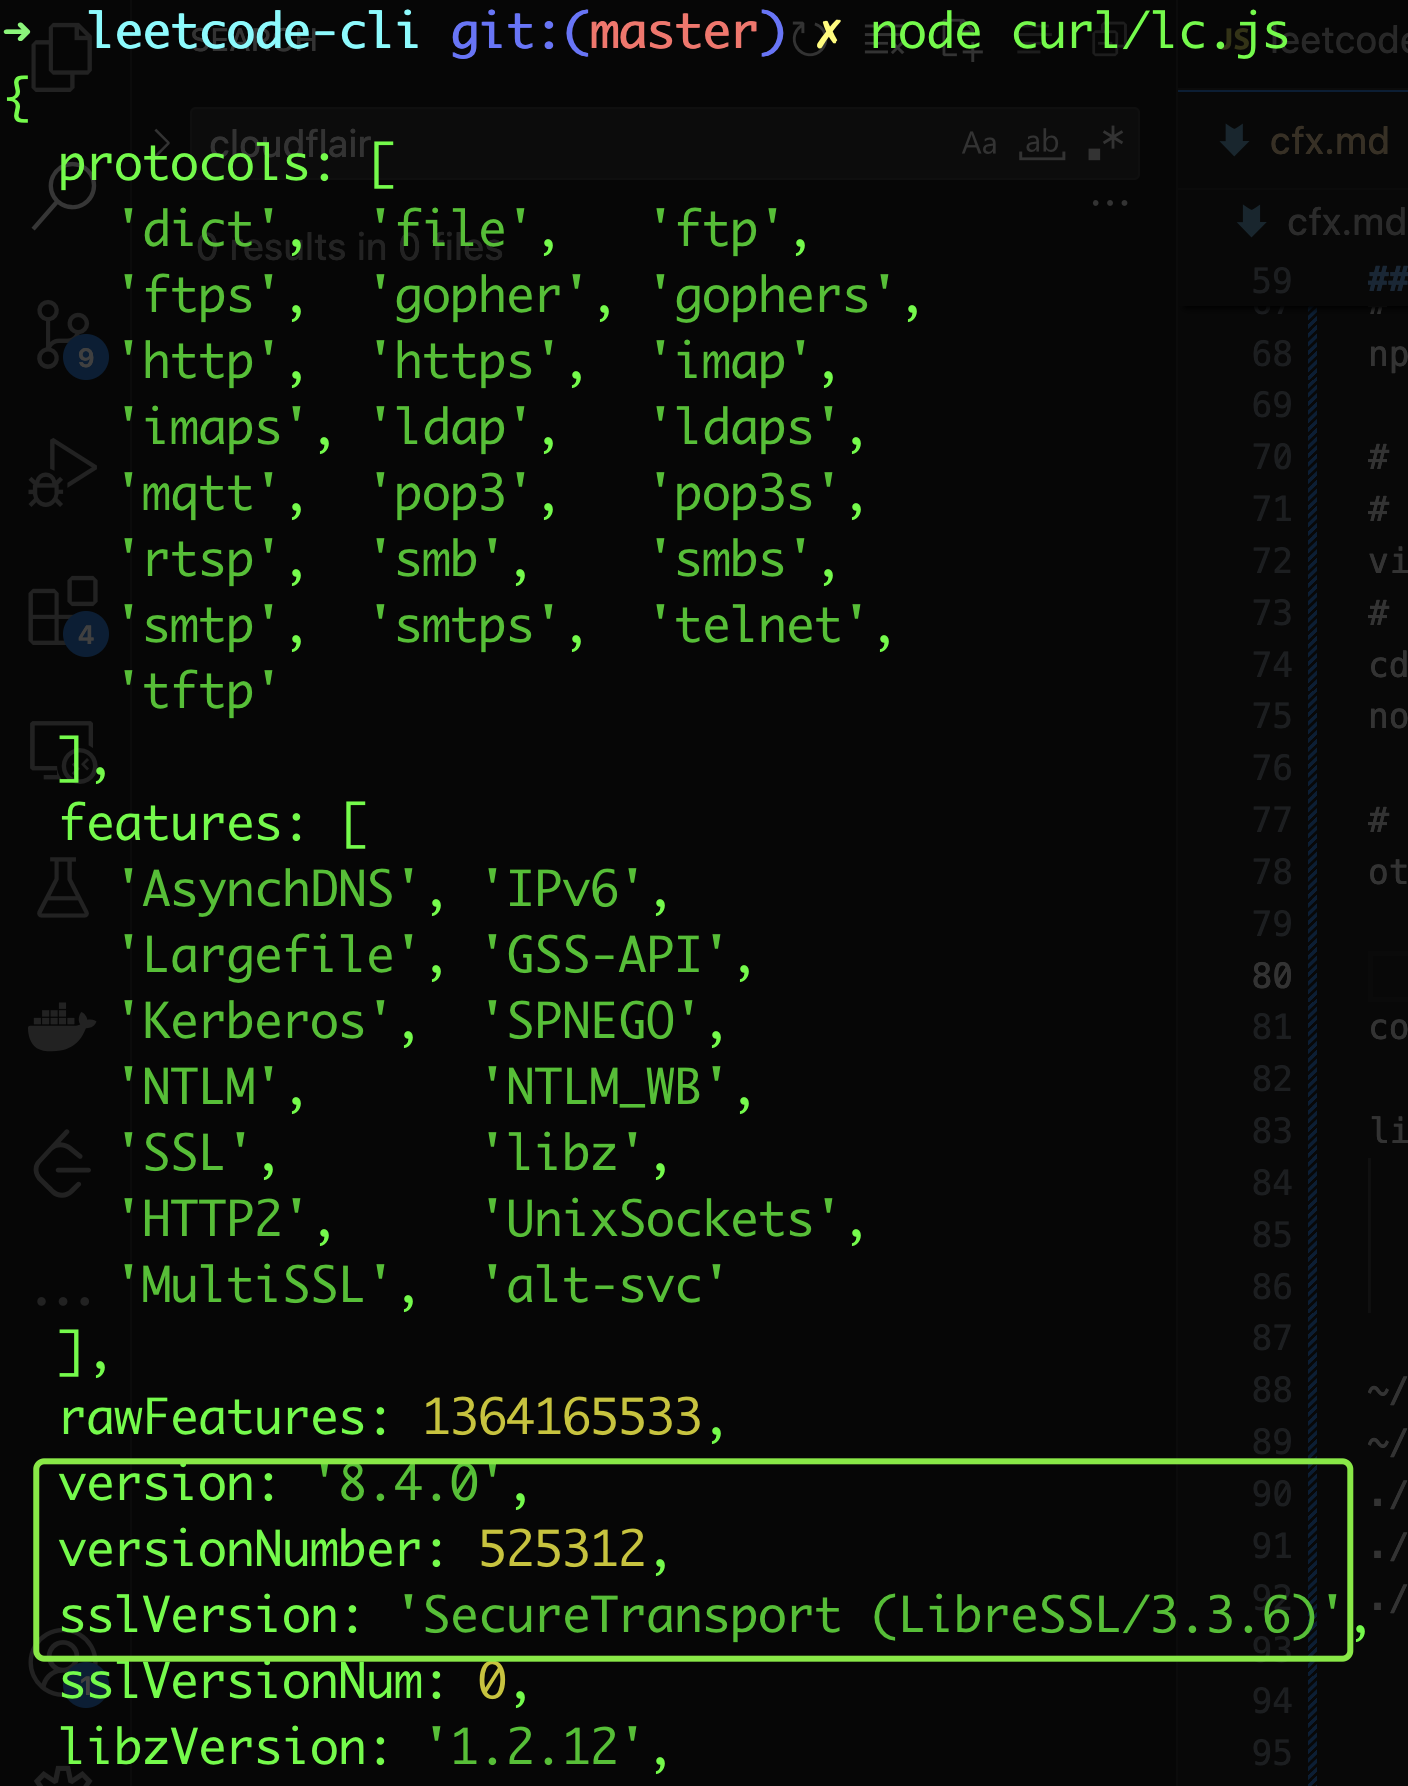 ➜  leetcode-cli git:(master) ✗ node curl/lc.js
{
  protocols: [
    'dict',  'file',   'ftp',
    'ftps',  'gopher', 'gophers',
    'http',  'https',  'imap',
    'imaps', 'ldap',   'ldaps',
    'mqtt',  'pop3',   'pop3s',
    'rtsp',  'smb',    'smbs',
    'smtp',  'smtps',  'telnet',
    'tftp'
  ],
  features: [
    'AsynchDNS', 'IPv6',
    'Largefile', 'GSS-API',
    'Kerberos',  'SPNEGO',
    'NTLM',      'NTLM_WB',
    'SSL',       'libz',
    'HTTP2',     'UnixSockets',
    'MultiSSL',  'alt-svc'
  ],
  rawFeatures: 1364165533,
  version: '8.4.0',
  versionNumber: 525312,
  sslVersion: 'SecureTransport (LibreSSL/3.3.6)',
  sslVersionNum: 0,
  libzVersion: '1.2.12',
SEARCH
cloudflair
Aa ab .*
0 results in 0 files
9
4
1
JS leetcode
cfx.md
cfx.md
59 ##
68 np
69
70 #
71 #
72 vi
73 #
74 cd
75 no
76
77 #
78 ot
79
80
81 co
82
83 li
84
85
86
87
88 ~/
89 ~/
90 ./
91 ./
92 ./
93
94
95